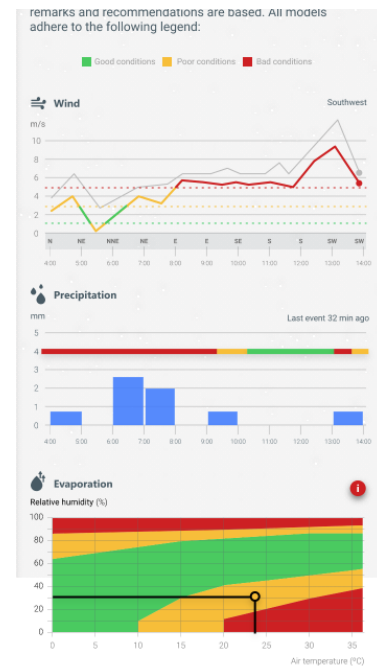 remarks and recommendations are based. All models
adhere to the following legend:
Good conditions Poor conditions Bad conditions
Wind Southwest
m/s
10
8
6
4
2
0
N NE NNE NE E E SE S S SW SW
4:00 5:00 6:00 7:00 8:00 9:00 10:00 11:00 12:00 13:00 14:00
Precipitation
mm Last event 32 min ago
5
4
3
2
1
0
4:00 5:00 6:00 7:00 8:00 9:00 10:00 11:00 12:00 13:00 14:00
Evaporation i
Relative humidity (%)
100
80
60
40
20
0
0 5 10 15 20 25 30 35
Air temperature (ºC)